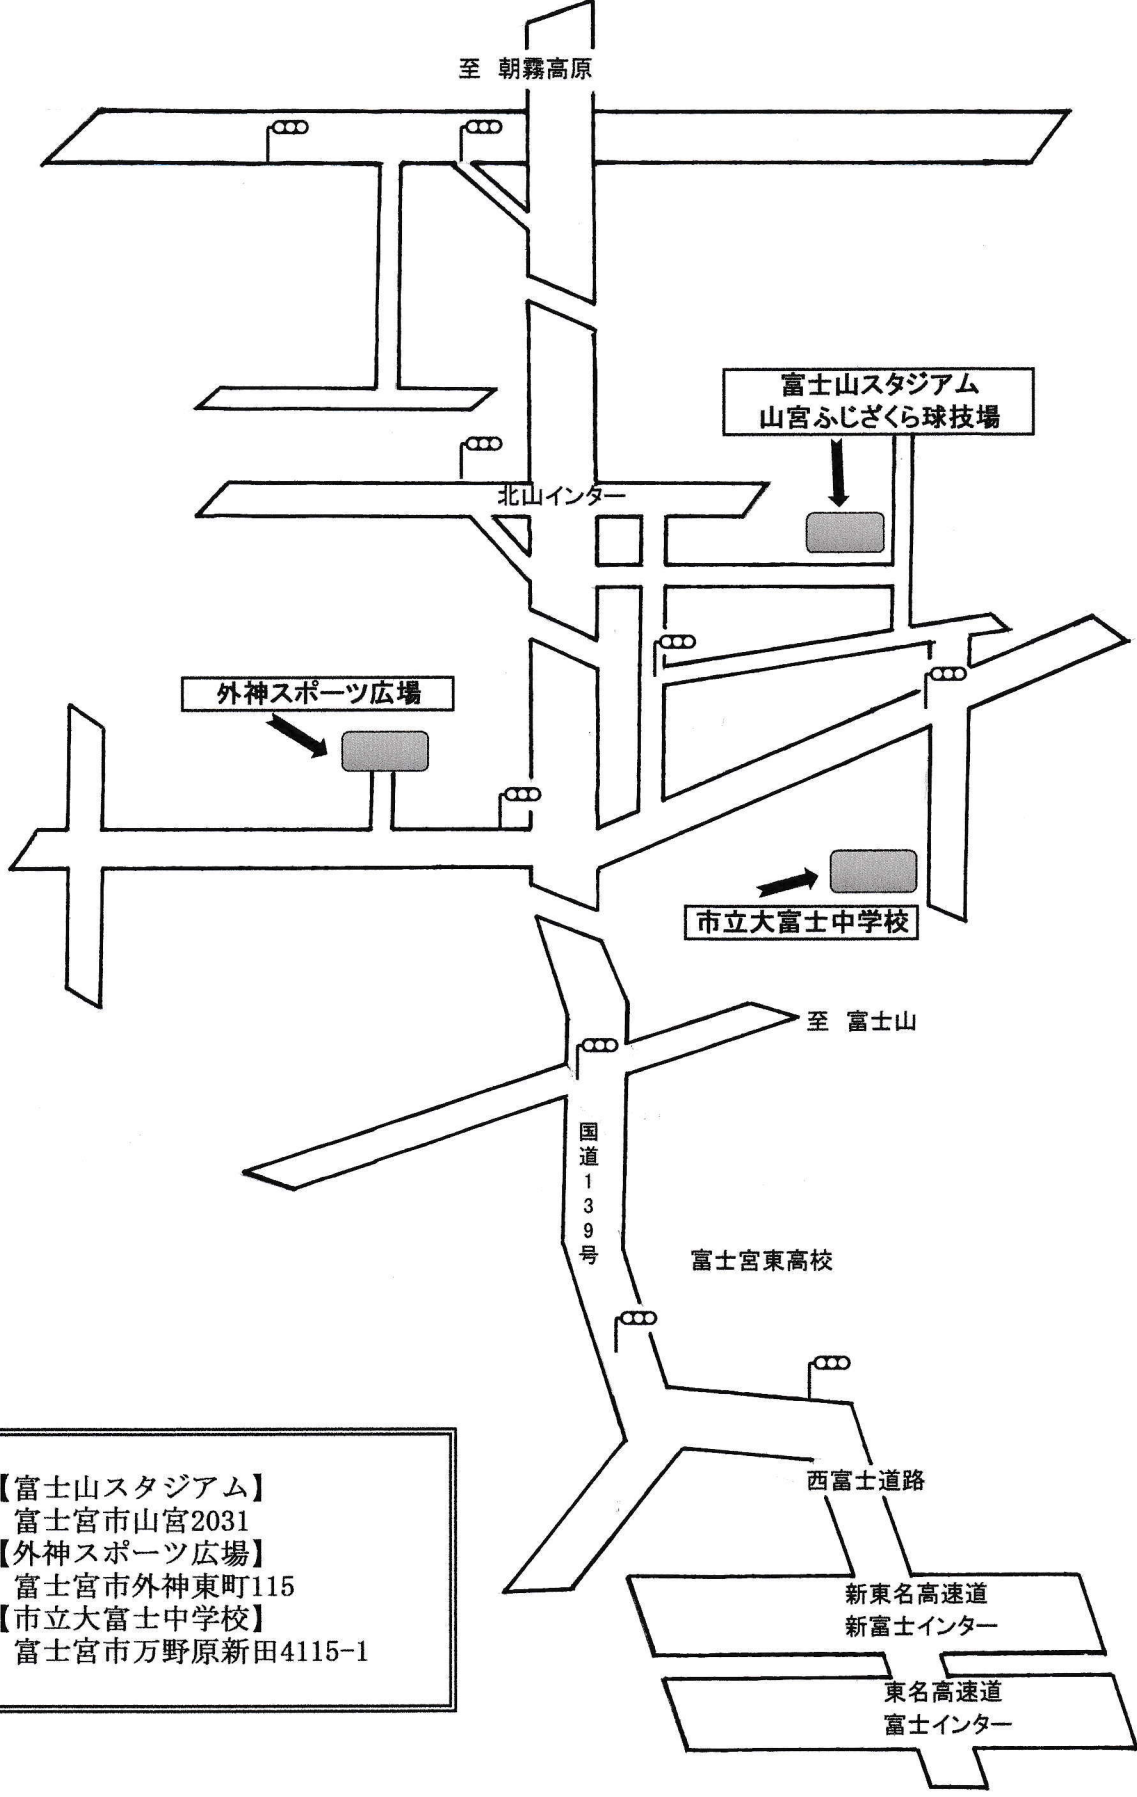 至 朝霧高原
富士山スタジアム
山宮ふじざくら球技場
北山インター
外神スポーツ広場
市立大富士中学校
至 富士山
国道139号
富士宮東高校
西富士道路
新東名高速道
新富士インター
東名高速道
富士インター
【富士山スタジアム】
富士宮市山宮2031
【外神スポーツ広場】
富士宮市外神東町115
【市立大富士中学校】
富士宮市万野原新田4115-1